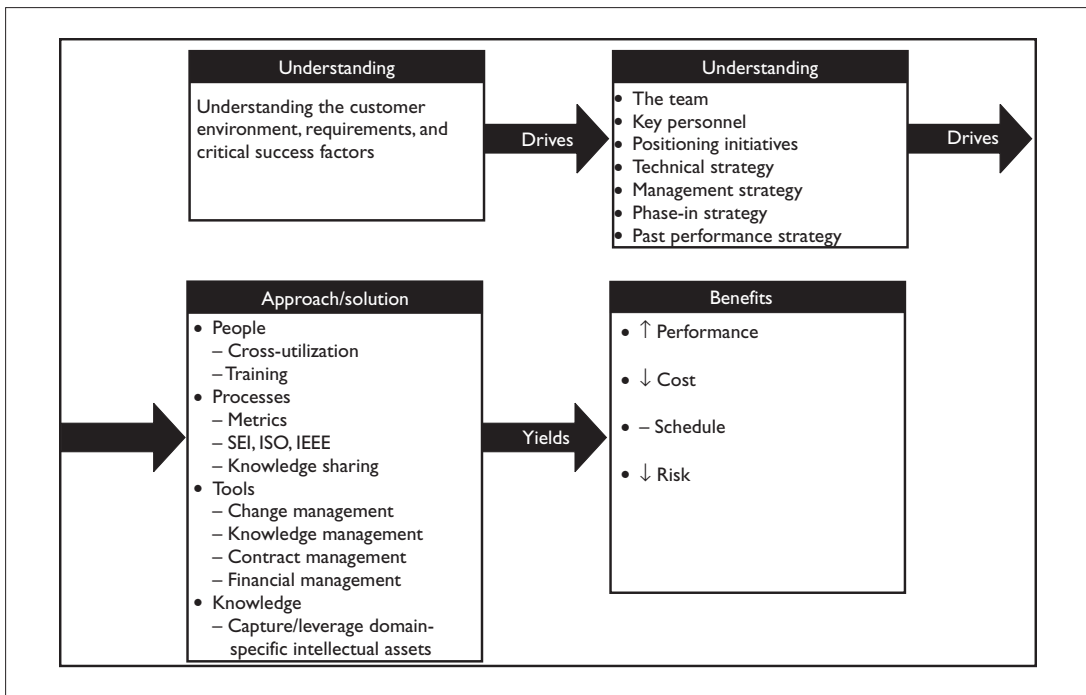 Understanding
Understanding the customer
environment, requirements, and
critical success factors
Drives
Understanding
• The team
• Key personnel
• Positioning initiatives
• Technical strategy
• Management strategy
• Phase-in strategy
• Past performance strategy
Drives
Approach/solution
• People
– Cross-utilization
– Training
• Processes
– Metrics
– SEI, ISO, IEEE
– Knowledge sharing
• Tools
– Change management
– Knowledge management
– Contract management
– Financial management
• Knowledge
– Capture/leverage domain-
specific intellectual assets
Yields
Benefits
• ↑ Performance
• ↓ Cost
• – Schedule
• ↓ Risk